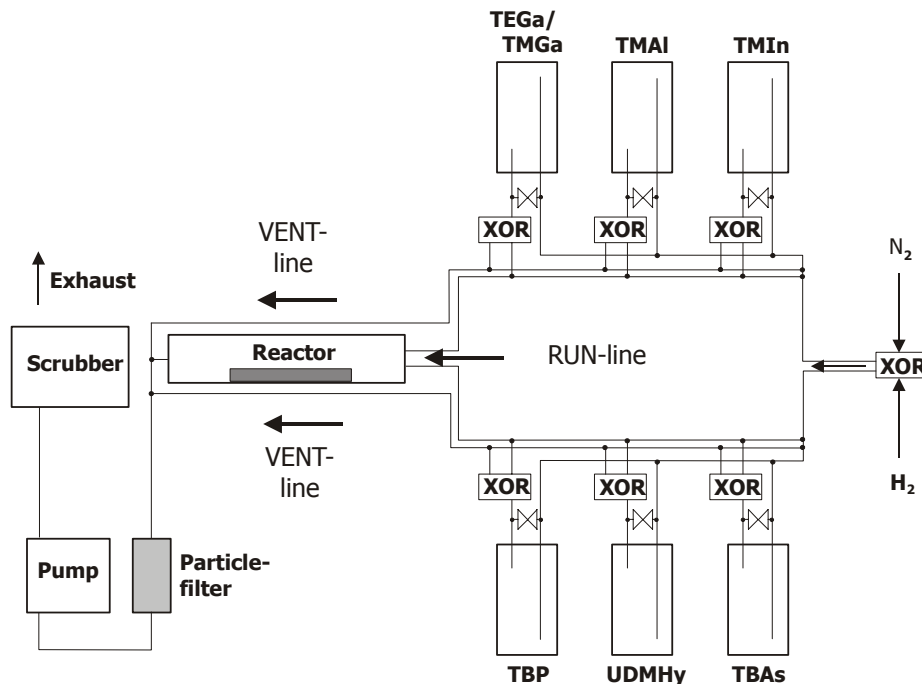 TEGa/
TMGa
TMAl
TMIn
XOR
XOR
XOR
VENT-
line
N₂
Exhaust
Scrubber
Reactor
RUN-line
XOR
VENT-
line
H₂
XOR
XOR
XOR
Pump
Particle-
filter
TBP
UDMHy
TBAs